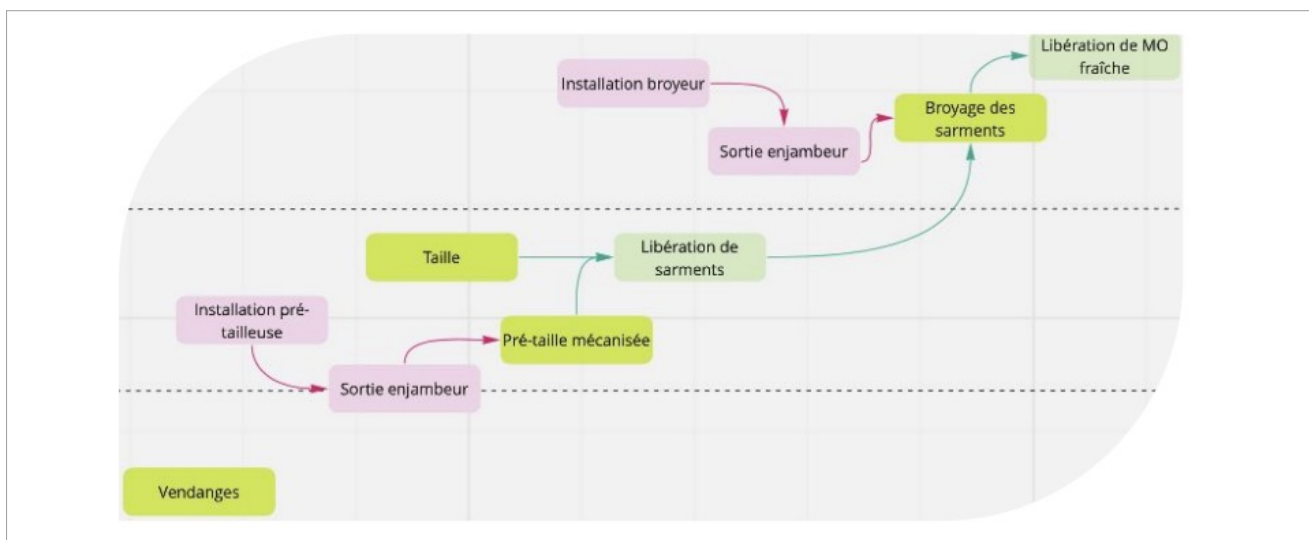 Libération de MO
fraîche
Installation broyeur
Broyage des
sarments
Sortie enjambeur
Taille
Libération de
sarments
Installation pré-
tailleuse
Pré-taille mécanisée
Sortie enjambeur
Vendanges